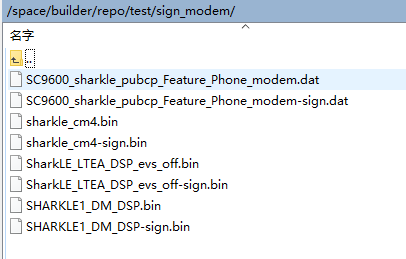 /space/builder/repo/test/sign_modem/
名字
..
SC9600_sharkle_pubcp_Feature_Phone_modem.dat
SC9600_sharkle_pubcp_Feature_Phone_modem-sign.dat
sharkle_cm4.bin
sharkle_cm4-sign.bin
SharkLE_LTEA_DSP_evs_off.bin
SharkLE_LTEA_DSP_evs_off-sign.bin
SHARKLE1_DM_DSP.bin
SHARKLE1_DM_DSP-sign.bin